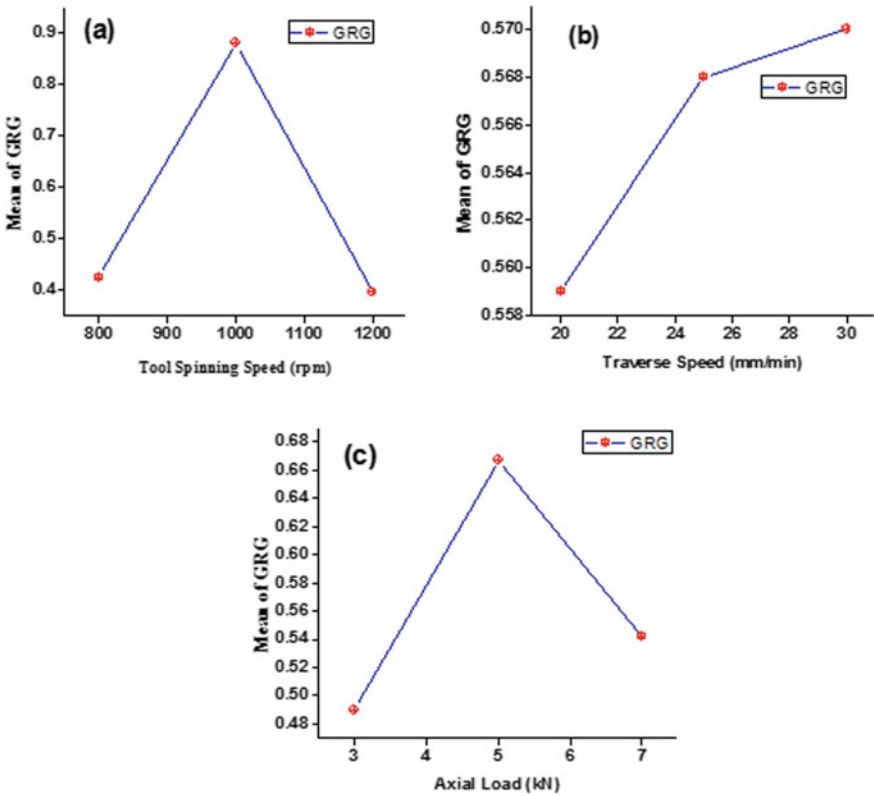 (a)
GRG
Mean of GRG
0.9
0.8
0.7
0.6
0.5
0.4
800 900 1000 1100 1200
Tool Spinning Speed (rpm)
(b)
GRG
Mean of GRG
0.570
0.568
0.566
0.564
0.562
0.560
0.558
20 22 24 26 28 30
Traverse Speed (mm/min)
(c)
GRG
Mean of GRG
0.68
0.66
0.64
0.62
0.60
0.58
0.56
0.54
0.52
0.50
0.48
3 4 5 6 7
Axial Load (kN)